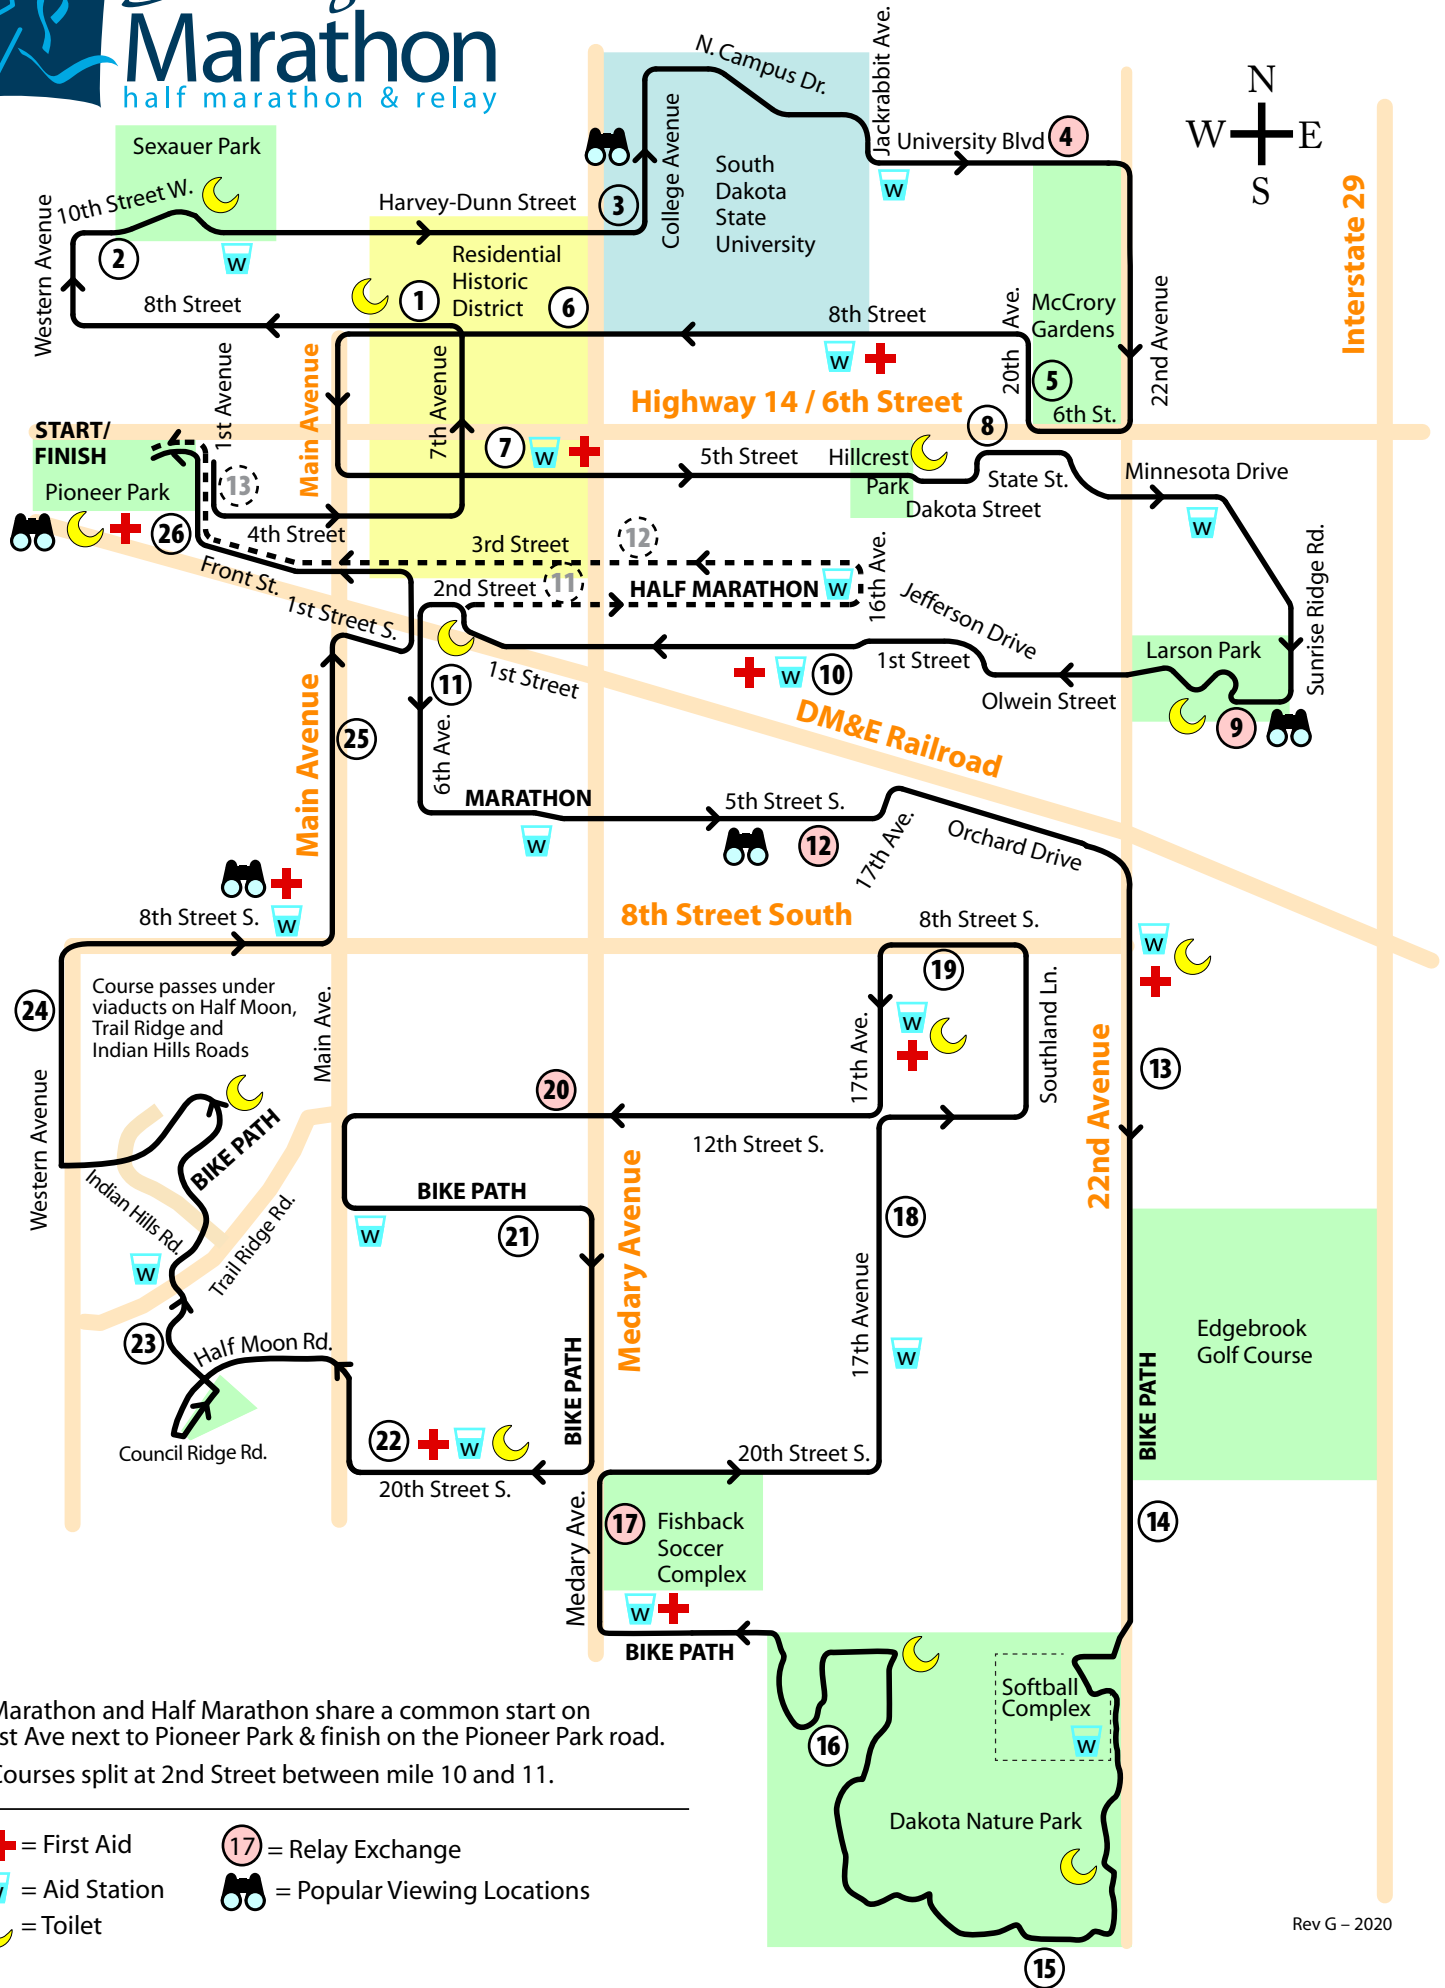 Marathon
half marathon & relay
N
W
E
S
N. Campus Dr.
Jackrabbit Ave.
University Blvd
4
Sexauer Park
10th Street W.
Harvey-Dunn Street
3
College Avenue
South
Dakota
State
University
W
Western Avenue
2
W
Residential
Historic
District
1
6
8th Street
8th Street
W
20th Ave.
McCrory
Gardens
22nd Avenue
Interstate 29
5
6th St.
1st Avenue
Main Avenue
7th Avenue
Highway 14 / 6th Street
START/
FINISH
Pioneer Park
13
7
W
5th Street
Hillcrest
Park
8
State St.
Dakota Street
Minnesota Drive
W
26
4th Street
3rd Street
12
Front St.
1st Street S.
2nd Street
11
HALF MARATHON
W
16th Ave.
Jefferson Drive
Sunrise Ridge Rd.
Larson Park
1st Street
W
10
1st Street
Olwein Street
9
11
6th Ave.
DM&E Railroad
Main Avenue
25
MARATHON
W
5th Street S.
12
17th Ave.
Orchard Drive
8th Street S.
W
8th Street South
8th Street S.
W
24
Course passes under
viaducts on Half Moon,
Trail Ridge and
Indian Hills Roads
Main Ave.
19
W
17th Ave.
Southland Ln.
22nd Avenue
13
Western Avenue
BIKE PATH
20
12th Street S.
Indian Hills Rd.
Trail Ridge Rd.
W
BIKE PATH
W
21
Medary Avenue
18
17th Avenue
W
Edgebrook
Golf Course
23
Half Moon Rd.
Council Ridge Rd.
BIKE PATH
BIKE PATH
22
W
20th Street S.
20th Street S.
Medary Ave.
17
Fishback
Soccer
Complex
W
14
BIKE PATH
16
Softball
Complex
W
Dakota Nature Park
15
Marathon and Half Marathon share a common start on
st Ave next to Pioneer Park & finish on the Pioneer Park road.
Courses split at 2nd Street between mile 10 and 11.
= First Aid
17 = Relay Exchange
= Aid Station
= Popular Viewing Locations
= Toilet
Rev G – 2020